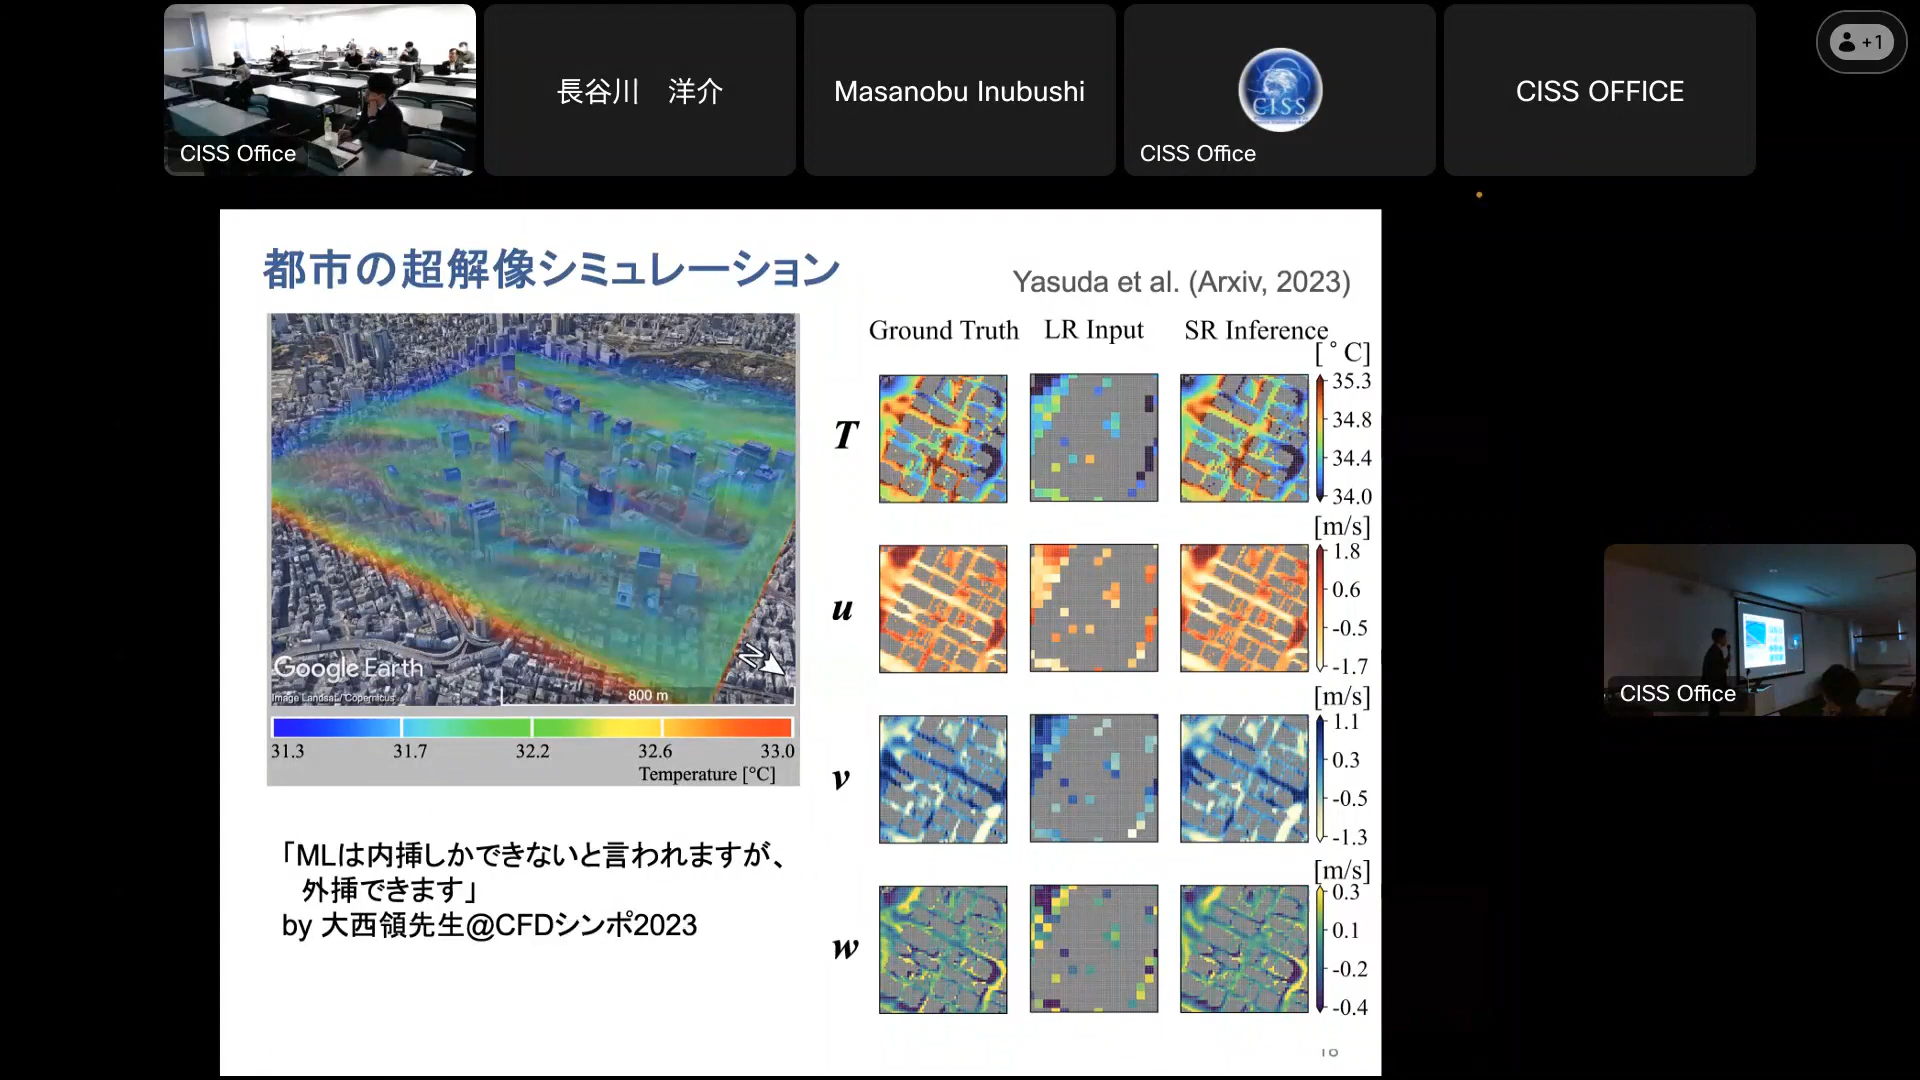 CISS Office
長谷川　洋介
Masanobu Inubushi
CISS
CISS Office
CISS OFFICE
+1
都市の超解像シミュレーション
Yasuda et al. (Arxiv, 2023)
Ground Truth LR Input SR Inference
[°C]
T
35.3
34.8
34.4
34.0
[m/s]
u
1.8
0.6
-0.5
-1.7
[m/s]
v
1.1
0.3
-0.5
-1.3
[m/s]
w
0.3
0.1
-0.2
-0.4
N
Google Earth
Image Landsat / Copernicus
800 m
31.3 31.7 32.2 32.6 33.0
Temperature [°C]
「MLは内挿しかできないと言われますが、
外挿できます」
by 大西領先生@CFDシンポ2023
CISS Office